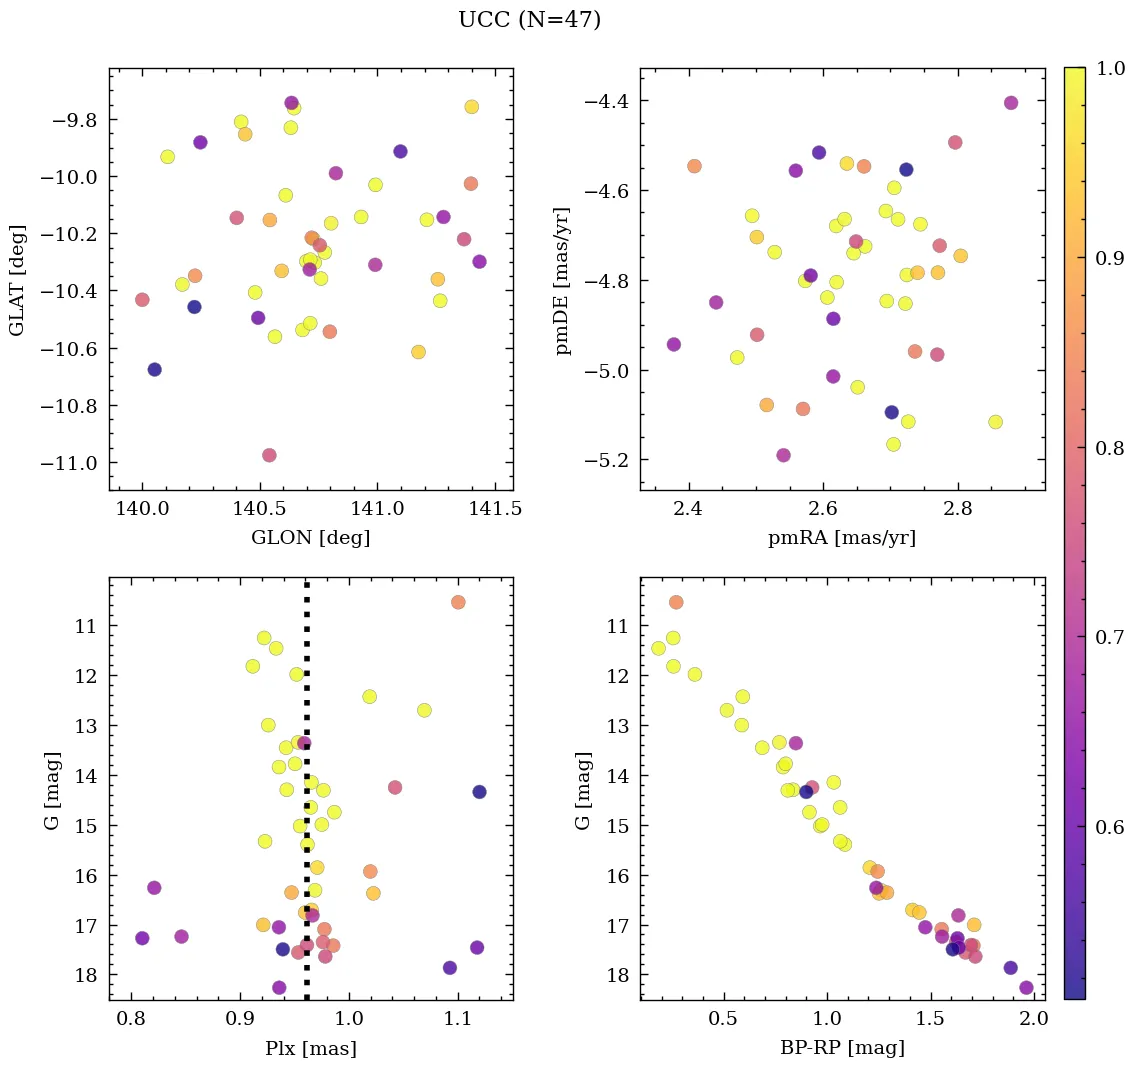 UCC (N=47)
−9.8
−10.0
−10.2
−10.4
−10.6
−10.8
−11.0
GLAT [deg]
140.0 140.5 141.0 141.5
GLON [deg]
−4.4
−4.6
−4.8
−5.0
−5.2
pmDE [mas/yr]
2.4 2.6 2.8
pmRA [mas/yr]
11
12
13
14
15
16
17
18
G [mag]
0.8 0.9 1.0 1.1
Plx [mas]
11
12
13
14
15
16
17
18
G [mag]
0.5 1.0 1.5 2.0
BP-RP [mag]
1.0
0.9
0.8
0.7
0.6